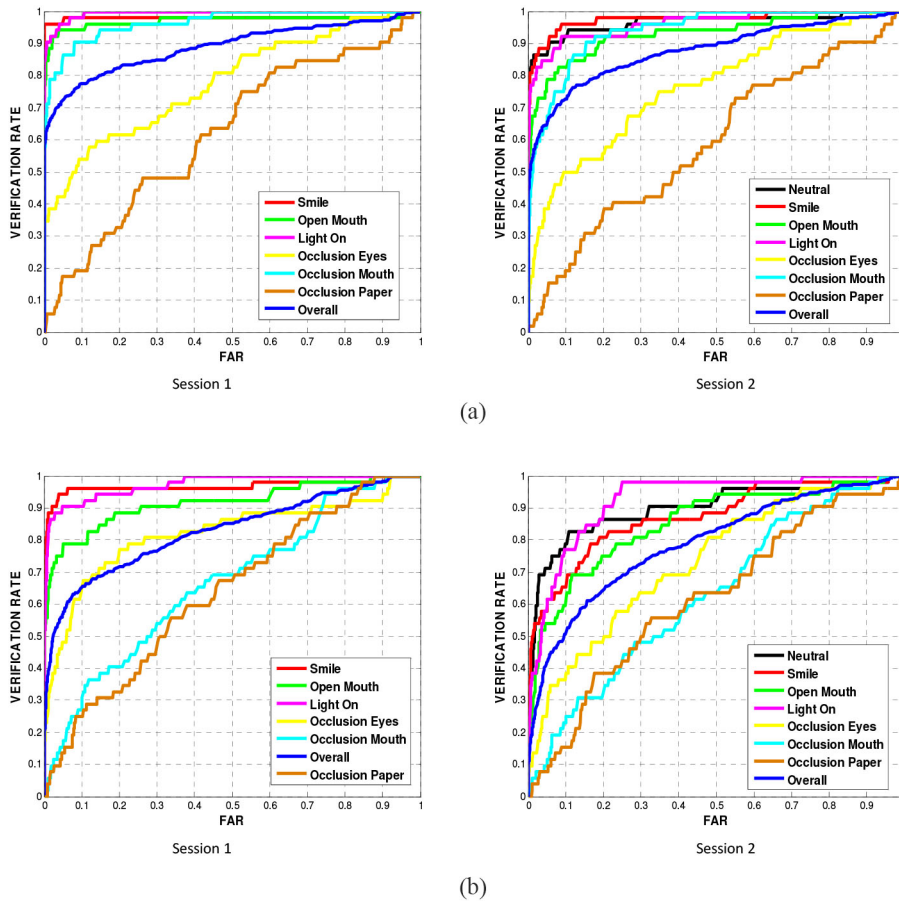 VERIFICATION RATE
1
0.9
0.8
0.7
0.6
0.5
0.4
0.3
0.2
0.1
0
Smile
Open Mouth
Light On
Occlusion Eyes
Occlusion Mouth
Occlusion Paper
Overall
0 0.1 0.2 0.3 0.4 0.5 0.6 0.7 0.8 0.9 1
FAR
Session 1
VERIFICATION RATE
1
0.9
0.8
0.7
0.6
0.5
0.4
0.3
0.2
0.1
0
Neutral
Smile
Open Mouth
Light On
Occlusion Eyes
Occlusion Mouth
Occlusion Paper
Overall
0 0.1 0.2 0.3 0.4 0.5 0.6 0.7 0.8 0.9
FAR
Session 2
(a)
VERIFICATION RATE
1
0.9
0.8
0.7
0.6
0.5
0.4
0.3
0.2
0.1
0
Smile
Open Mouth
Light On
Occlusion Eyes
Occlusion Mouth
Overall
Occlusion Paper
0 0.1 0.2 0.3 0.4 0.5 0.6 0.7 0.8 0.9 1
FAR
Session 1
VERIFICATION RATE
1
0.9
0.8
0.7
0.6
0.5
0.4
0.3
0.2
0.1
0
Neutral
Smile
Open Mouth
Light On
Occlusion Eyes
Occlusion Mouth
Occlusion Paper
Overall
0 0.1 0.2 0.3 0.4 0.5 0.6 0.7 0.8 0.9
FAR
Session 2
(b)